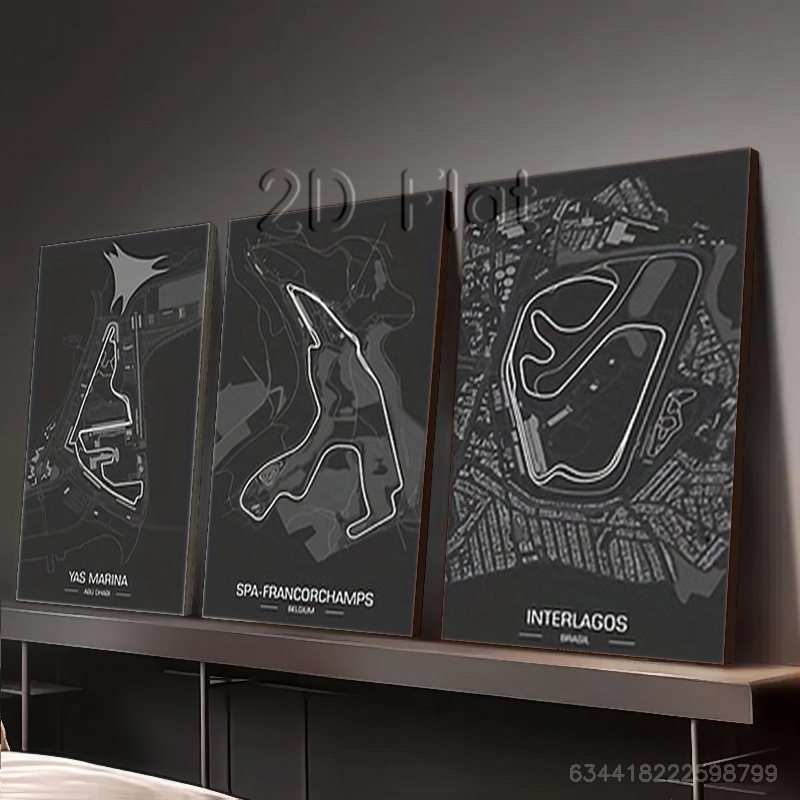 2D Flat
YAS MARINA
ABU DHABI
SPA-FRANCORCHAMPS
BELGIUM
INTERLAGOS
BRASIL
634418222598799